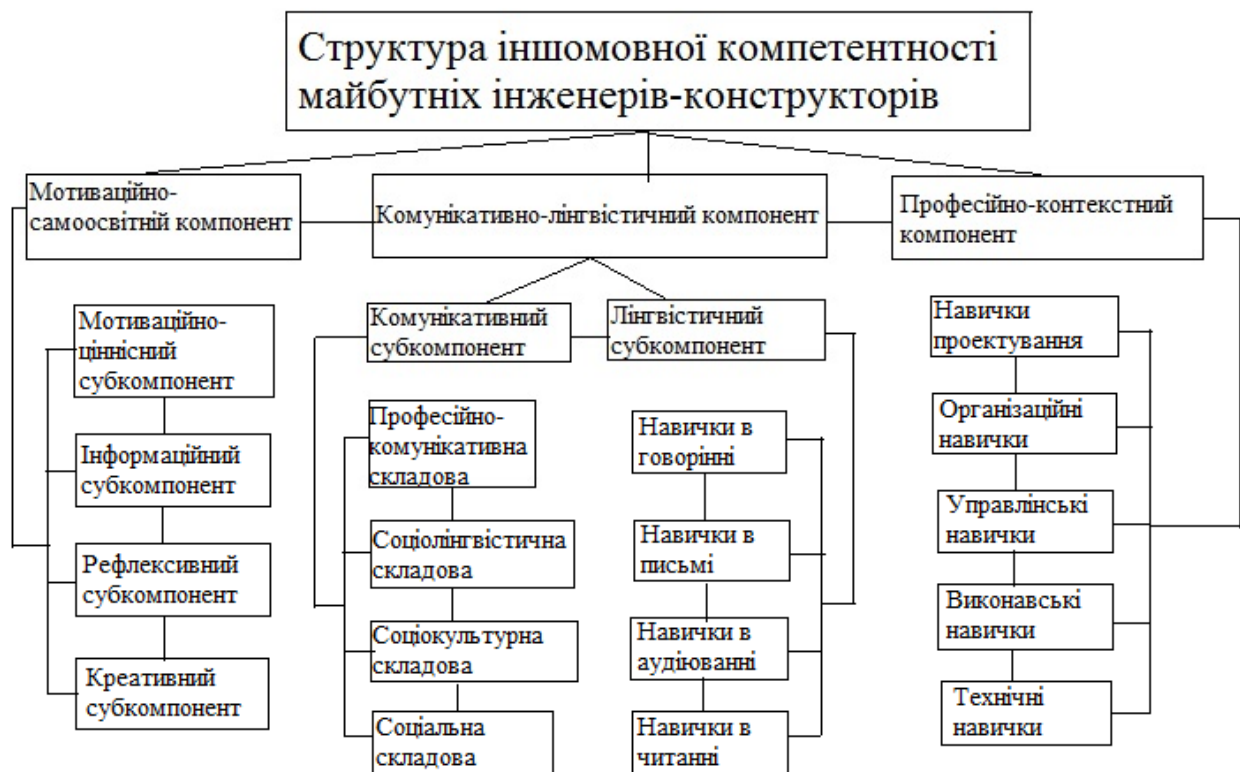 Структура іншомовної компетентності
майбутніх інженерів-конструкторів
Мотиваційно-
самоосвітній компонент
Комунікативно-лінгвістичний компонент
Професійно-контекстний
компонент
Мотиваційно-
ціннісний
субкомпонент
Інформаційний
субкомпонент
Рефлексивний
субкомпонент
Креативний
субкомпонент
Комунікативний
субкомпонент
Лінгвістичний
субкомпонент
Професійно-
комунікативна
складова
Соціолінгвістична
складова
Соціокультурна
складова
Соціальна
складова
Навички в
говорінні
Навички в
письмі
Навички в
аудіюванні
Навички в
читанні
Навички
проектування
Організаційні
навички
Управлінські
навички
Виконавські
навички
Технічні
навички